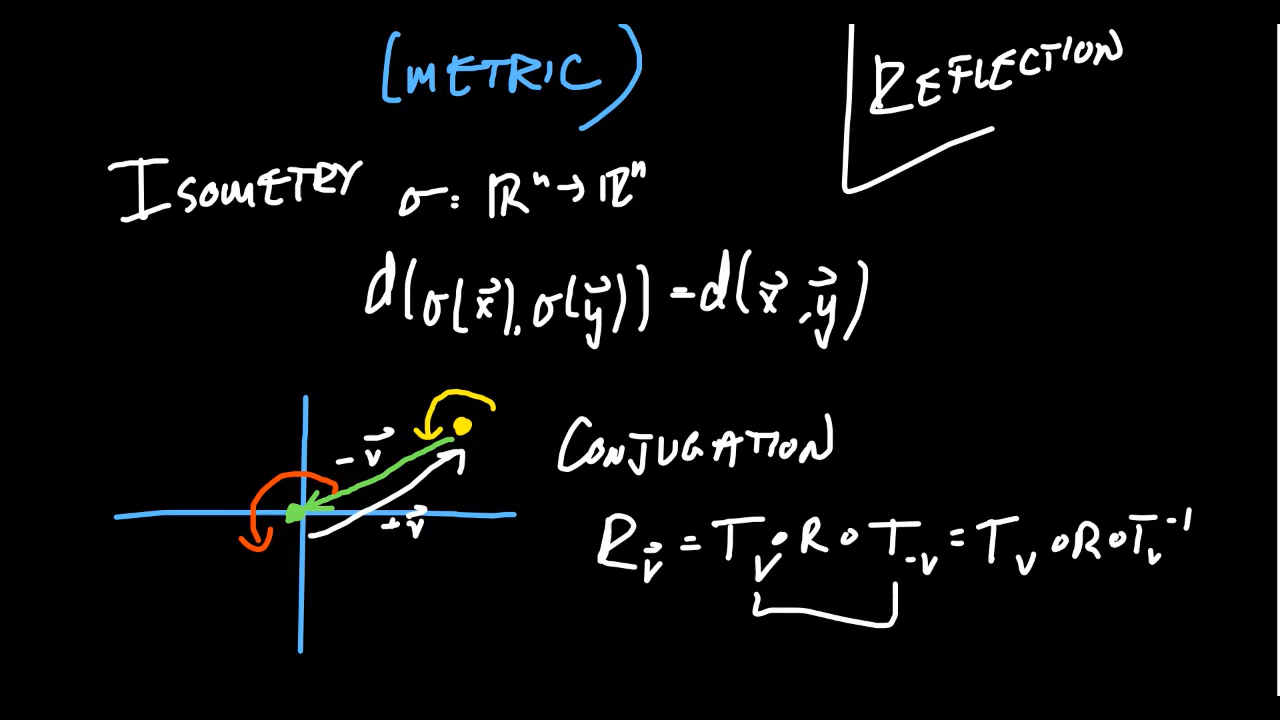 (METRIC)
REFLECTION
ISOMETRY σ: ℝⁿ → ℝⁿ
d(σ(x⃗), σ(y⃗)) = d(x⃗, y⃗)
-v⃗
+v⃗
CONJUGATION
R_v⃗ = T_v ∘ R ∘ T_-v = T_v ∘ R ∘ T_v⁻¹